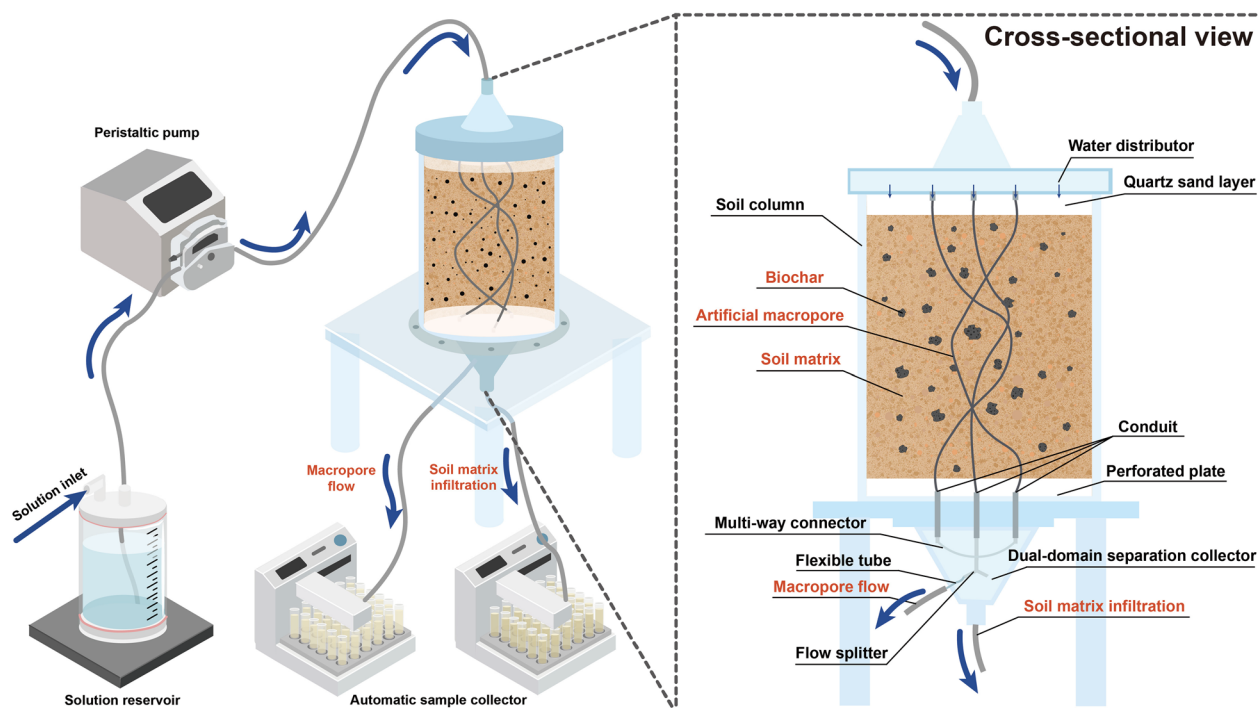 Cross-sectional view
Peristaltic pump
Water distributor
Quartz sand layer
Soil column
Biochar
Artificial macropore
Soil matrix
Conduit
Perforated plate
Macropore
flow
Soil matrix
infiltration
Solution inlet
Multi-way connector
Flexible tube
Dual-domain separation collector
Macropore flow
Soil matrix infiltration
Flow splitter
Solution reservoir
Automatic sample collector